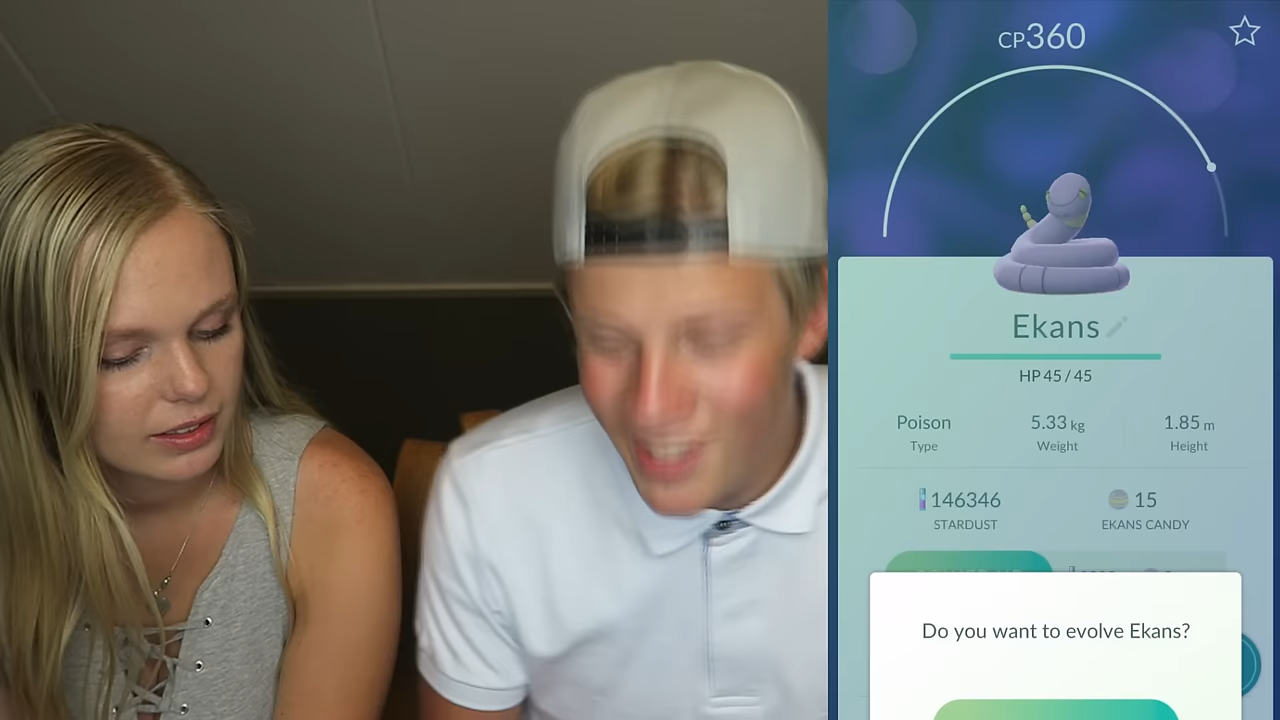 CP360
Ekans
HP 45 / 45
Poison 5.33 kg 1.85 m
Type Weight Height
146346 15
STARDUST EKANS CANDY
Do you want to evolve Ekans?